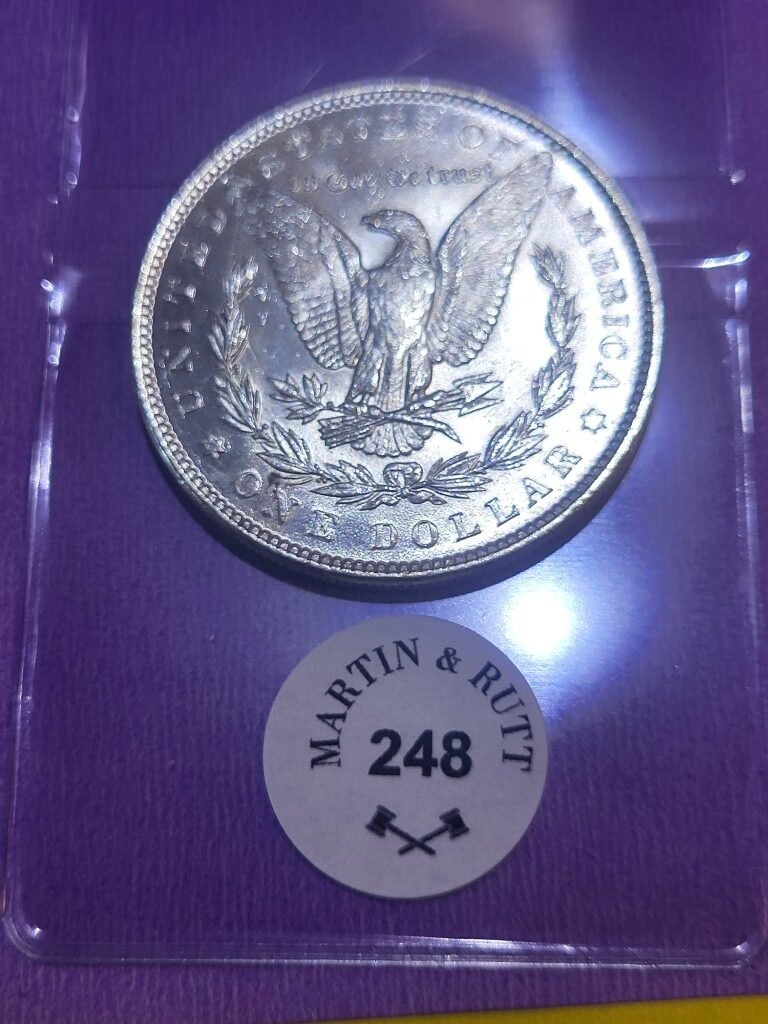 UNITED STATES OF AMERICA
In God we trust
ONE DOLLAR
MARTIN & RUTT
248